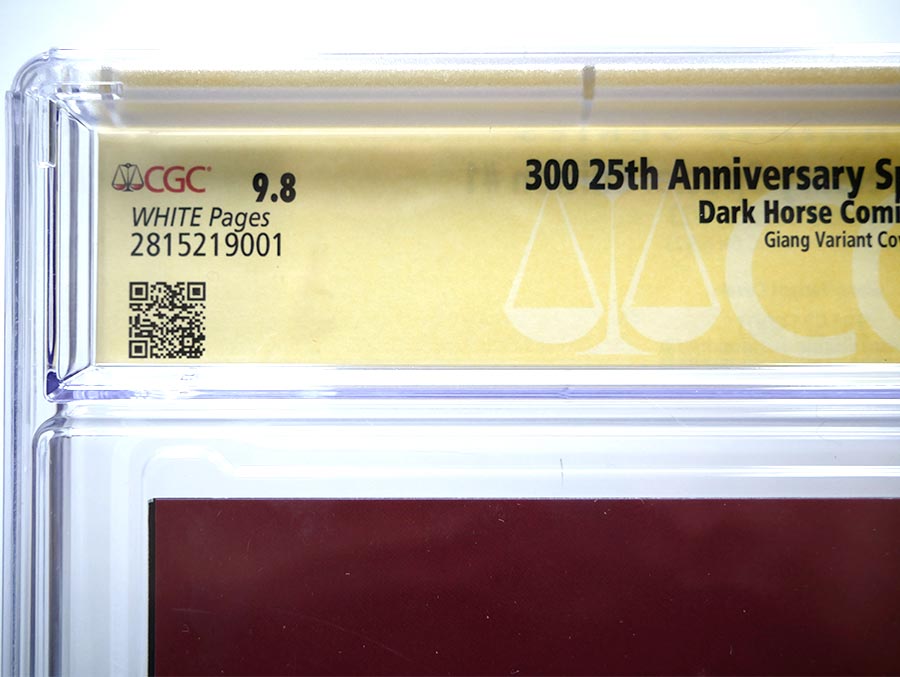 CGC
9.8
WHITE Pages
2815219001
300 25th Anniversary Sp
Dark Horse Comi
Giang Variant Cov